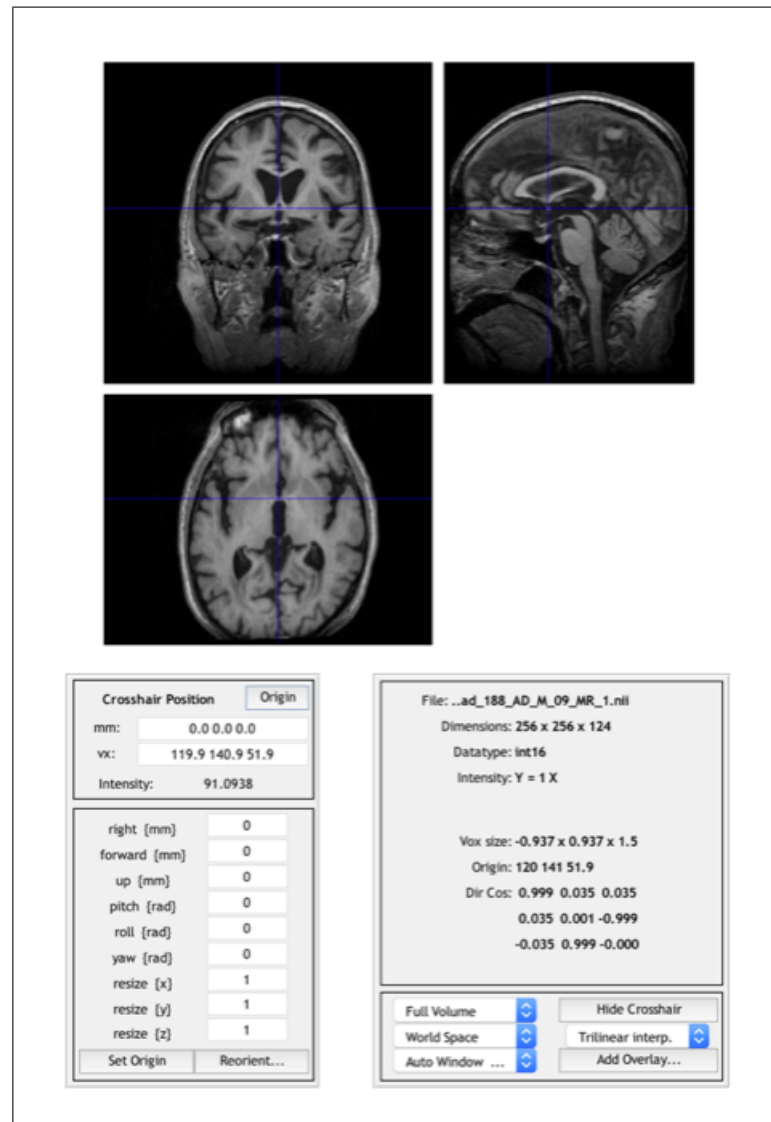 Crosshair Position Origin
mm: 0.0 0.0 0.0
vx: 119.9 140.9 51.9
Intensity: 91.0938
right {mm} 0
forward {mm} 0
up {mm} 0
pitch {rad} 0
roll {rad} 0
yaw {rad} 0
resize {x} 1
resize {y} 1
resize {z} 1
Set Origin Reorient...
File: ..ad_188_AD_M_09_MR_1.nii
Dimensions: 256 x 256 x 124
Datatype: int16
Intensity: Y = 1 X
Vox size: -0.937 x 0.937 x 1.5
Origin: 120 141 51.9
Dir Cos: 0.999 0.035 0.035
0.035 0.001 -0.999
-0.035 0.999 -0.000
Full Volume Hide Crosshair
World Space Trilinear interp.
Auto Window ... Add Overlay...